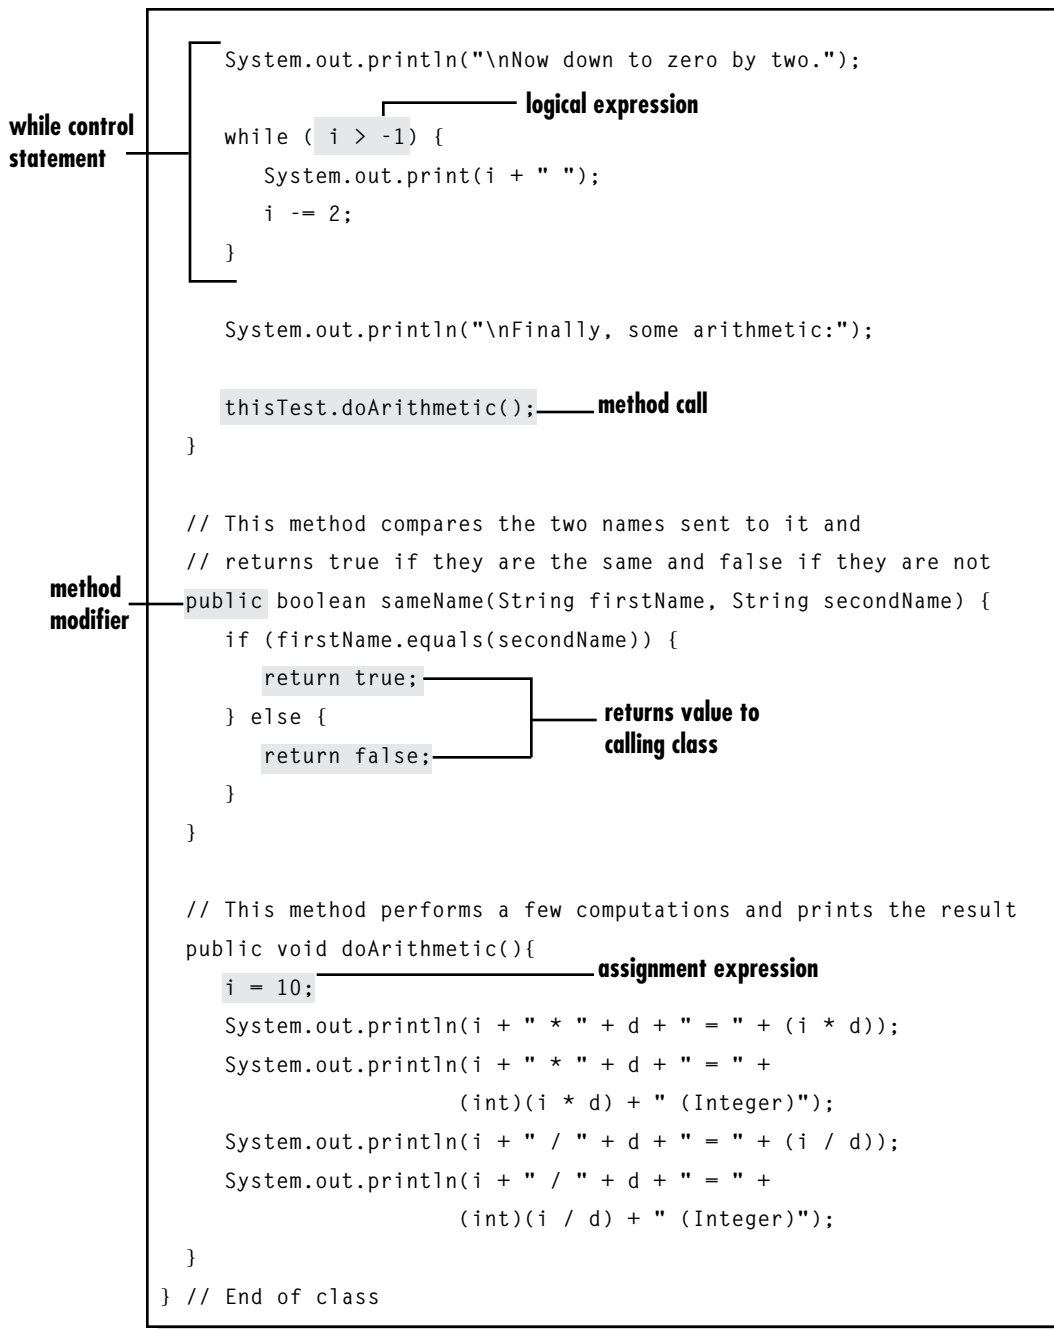 System.out.println("\nNow down to zero by two.");
logical expression
while control
statement
while ( i > -1) {
System.out.print(i + " ");
i -= 2;
}
System.out.println("\nFinally, some arithmetic:");
thisTest.doArithmetic();
method call
}
// This method compares the two names sent to it and
// returns true if they are the same and false if they are not
method
modifier
public boolean sameName(String firstName, String secondName) {
if (firstName.equals(secondName)) {
return true;
} else {
returns value to
calling class
return false;
}
}
// This method performs a few computations and prints the result
public void doArithmetic(){
assignment expression
i = 10;
System.out.println(i + " * " + d + " = " + (i * d));
System.out.println(i + " * " + d + " = " +
(int)(i * d) + " (Integer)");
System.out.println(i + " / " + d + " = " + (i / d));
System.out.println(i + " / " + d + " = " +
(int)(i / d) + " (Integer)");
}
} // End of class